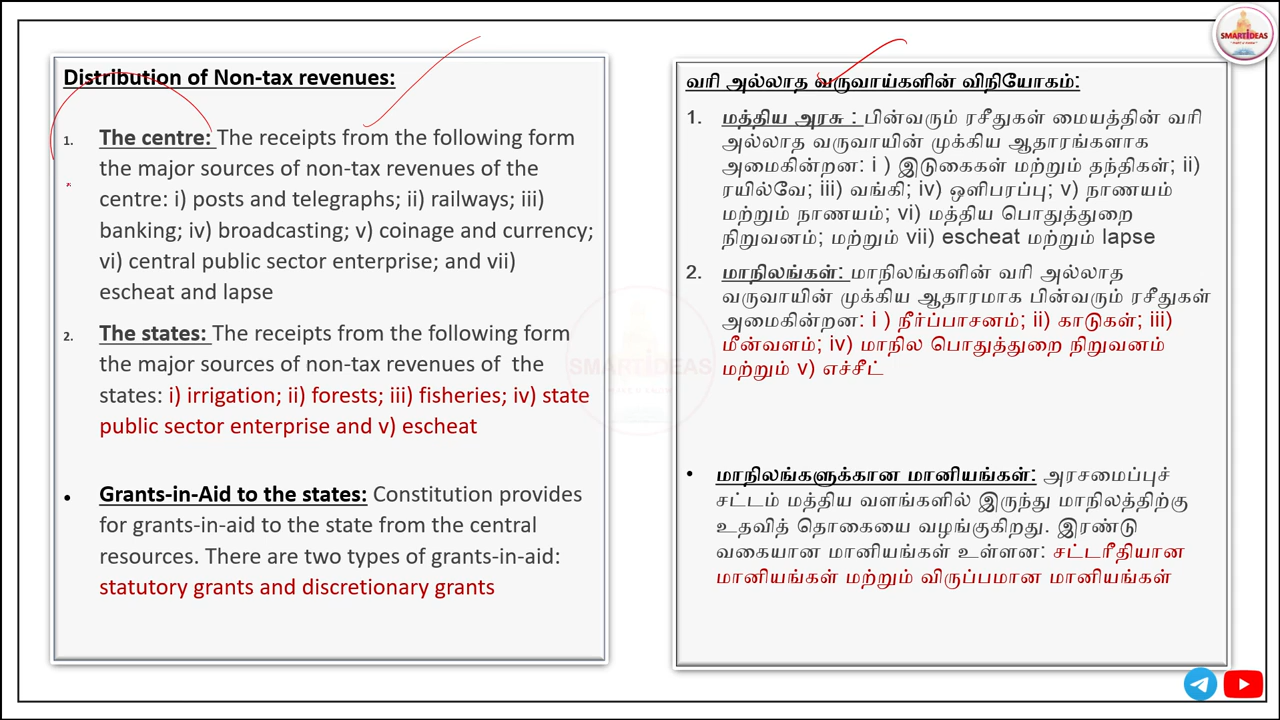 SMARTIDEAS
Distribution of Non-tax revenues:
1. The centre: The receipts from the following form
the major sources of non-tax revenues of the
centre: i) posts and telegraphs; ii) railways; iii)
banking; iv) broadcasting; v) coinage and currency;
vi) central public sector enterprise; and vii)
escheat and lapse
2. The states: The receipts from the following form
the major sources of non-tax revenues of the
states: i) irrigation; ii) forests; iii) fisheries; iv) state
public sector enterprise and v) escheat
• Grants-in-Aid to the states: Constitution provides
for grants-in-aid to the state from the central
resources. There are two types of grants-in-aid:
statutory grants and discretionary grants
வரி அல்லாத வருவாய்களின் விநியோகம்:
1. மத்திய அரசு : பின்வரும் ரசீதுகள் மையத்தின் வரி
அல்லாத வருவாயின் முக்கிய ஆதாரங்களாக
அமைகின்றன: i ) இடுகைகள் மற்றும் தந்திகள்; ii)
ரயில்வே; iii) வங்கி; iv) ஒளிபரப்பு; v) நாணயம்
மற்றும் நாணயம்; vi) மத்திய பொதுத்துறை
நிறுவனம்; மற்றும் vii) escheat மற்றும் lapse
2. மாநிலங்கள்: மாநிலங்களின் வரி அல்லாத
வருவாயின் முக்கிய ஆதாரமாக பின்வரும் ரசீதுகள்
அமைகின்றன: i ) நீர்ப்பாசனம்; ii) காடுகள்; iii)
மீன்வளம்; iv) மாநில பொதுத்துறை நிறுவனம்
மற்றும் v) எச்சீட்
• மாநிலங்களுக்கான மானியங்கள்: அரசமைப்புச்
சட்டம் மத்திய வளங்களில் இருந்து மாநிலத்திற்கு
உதவித் தொகையை வழங்குகிறது. இரண்டு
வகையான மானியங்கள் உள்ளன: சட்டரீதியான
மானியங்கள் மற்றும் விருப்பமான மானியங்கள்
SMARTIDEAS